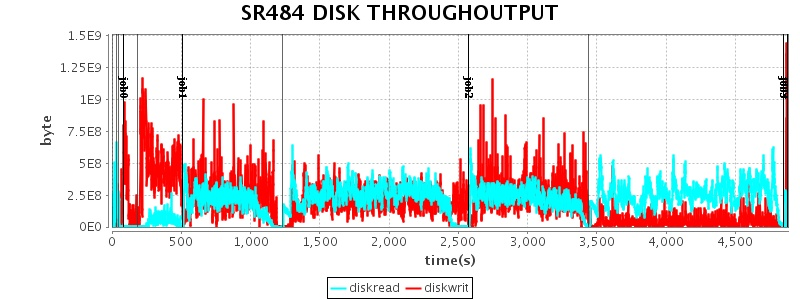 SR484 DISK THROUGHOUTPUT
1.5E9
1.25E9
1E9
7.5E8
5E8
2.5E8
0E0
byte
job0
job1
job2
job3
0
500
1,000
1,500
2,000
2,500
3,000
3,500
4,000
4,500
time(s)
diskread
diskwrit